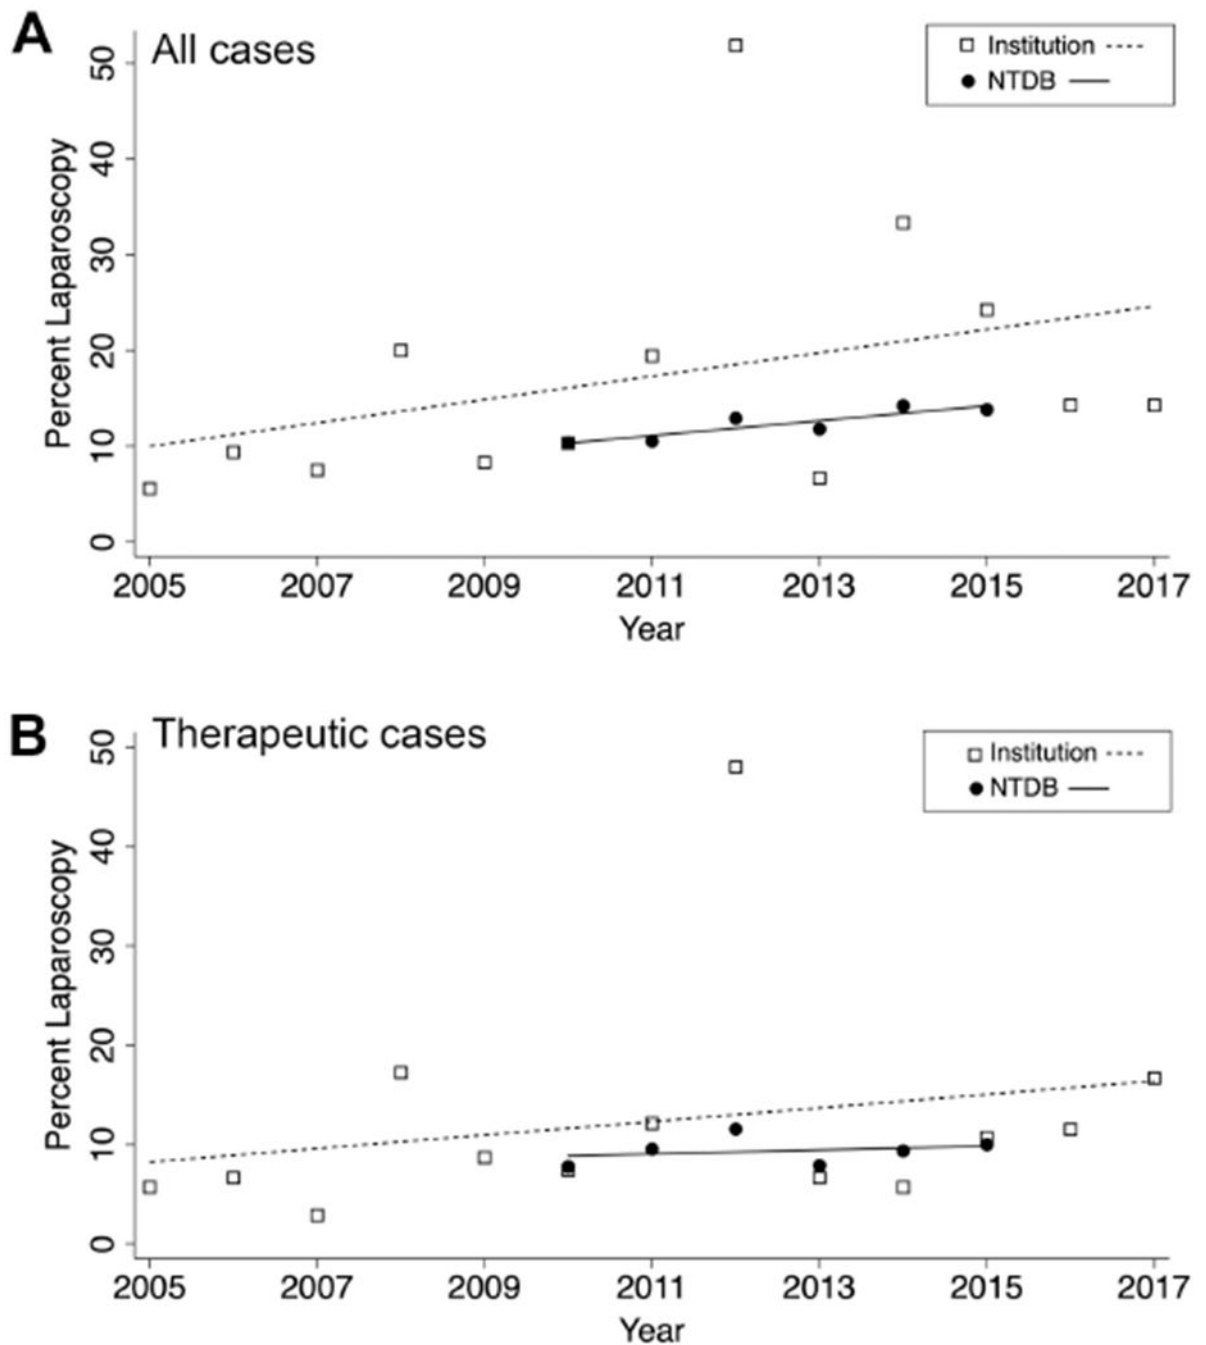 A
All cases
Institution
NTDB
Percent Laparoscopy
50
40
30
20
10
0
2005 2007 2009 2011 2013 2015 2017
Year
B
Therapeutic cases
Institution
NTDB
Percent Laparoscopy
50
40
30
20
10
0
2005 2007 2009 2011 2013 2015 2017
Year